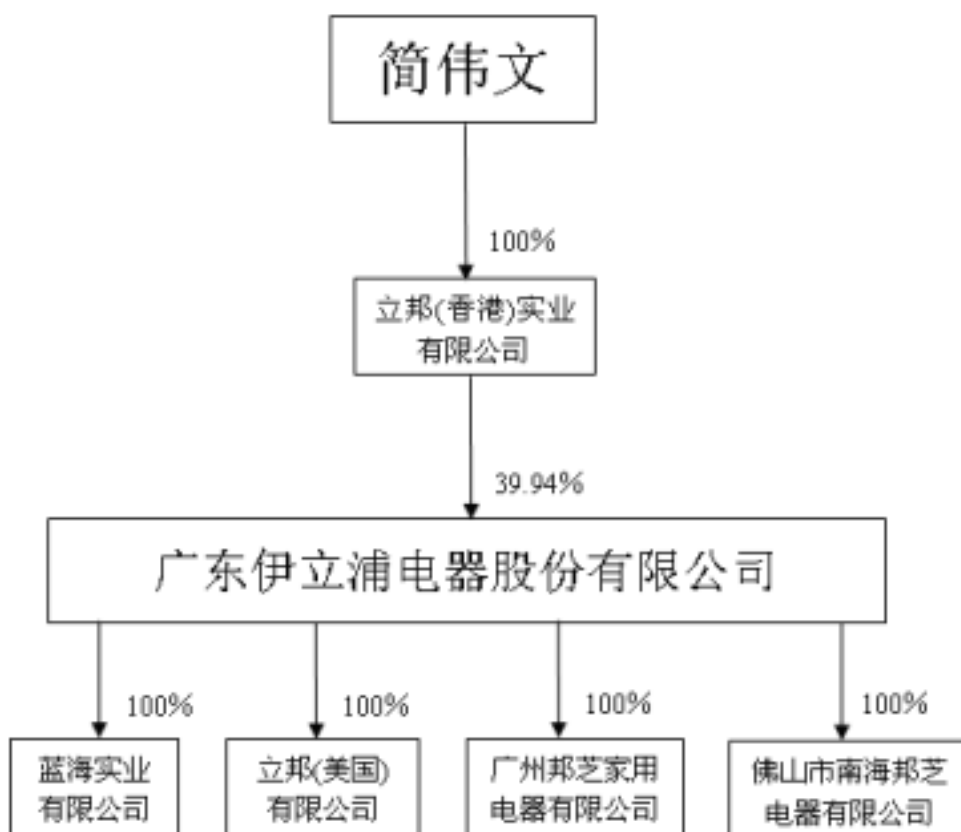 简伟文
100%
立邦(香港)实业
有限公司
39.94%
广东伊立浦电器股份有限公司
100%
100%
100%
100%
蓝海实业
有限公司
立邦(美国)
有限公司
广州邦芝家用
电器有限公司
佛山市南海邦芝
电器有限公司